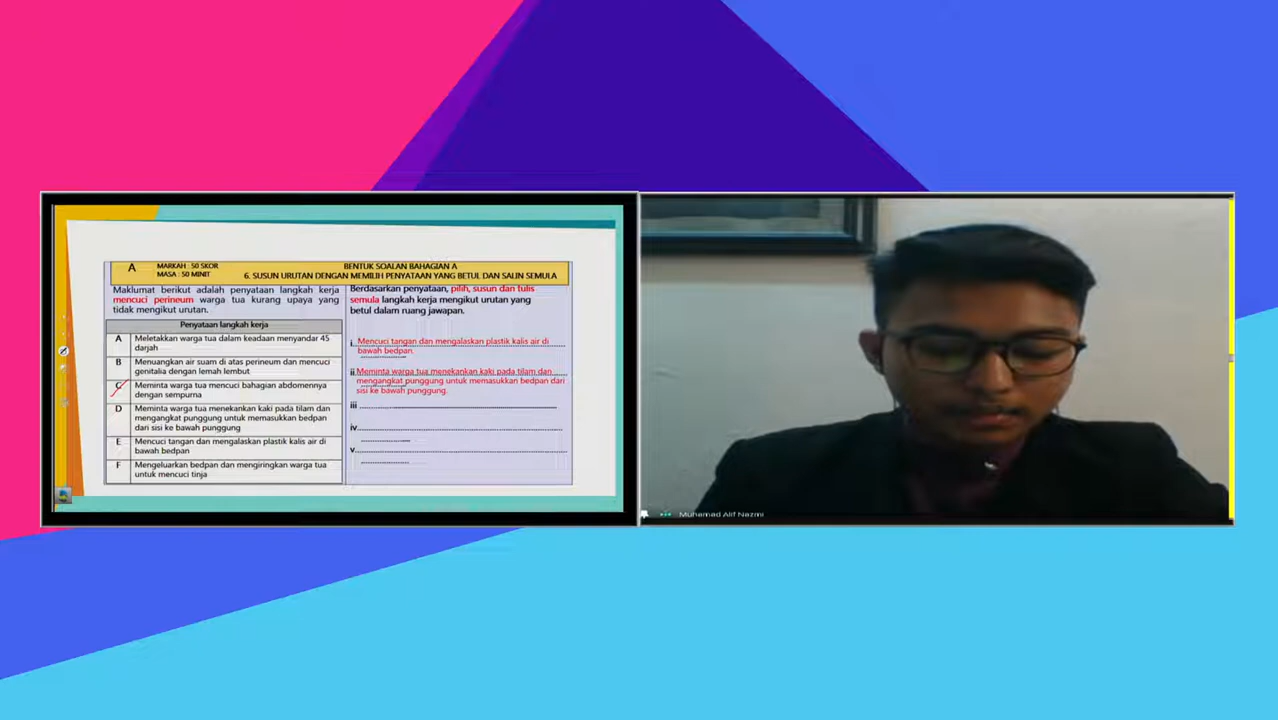 A
MARKAH : 50 SKOR
MASA : 50 MINIT
BENTUK SOALAN BAHAGIAN A
6. SUSUN URUTAN DENGAN MEMILIH PENYATAAN YANG BETUL DAN SALIN SEMULA
Maklumat berikut adalah penyataan langkah kerja
mencuci perineum warga tua kurang upaya yang
tidak mengikut urutan.
Penyataan langkah kerja
A Meletakkan warga tua dalam keadaan menyandar 45
darjah
B Menuangkan air suam di atas perineum dan mencuci
genitalia dengan lemah lembut
C Meminta warga tua mencuci bahagian abdomennya
dengan sempurna
D Meminta warga tua menekankan kaki pada tilam dan
mengangkat punggung untuk memasukkan bedpan
dari sisi ke bawah punggung
E Mencuci tangan dan mengalaskan plastik kalis air di
bawah bedpan
F Mengeluarkan bedpan dan mengiringkan warga tua
untuk mencuci tinja
Berdasarkan penyataan, pilih, susun dan tulis
semula langkah kerja mengikut urutan yang
betul dalam ruang jawapan.
i. Mencuci tangan dan mengalaskan plastik kalis air di
bawah bedpan.
ii. Meminta warga tua menekankan kaki pada tilam dan
mengangkat punggung untuk memasukkan bedpan dari
sisi ke bawah punggung.
iii
iv.
v.
Muhamad Alif Nazmi